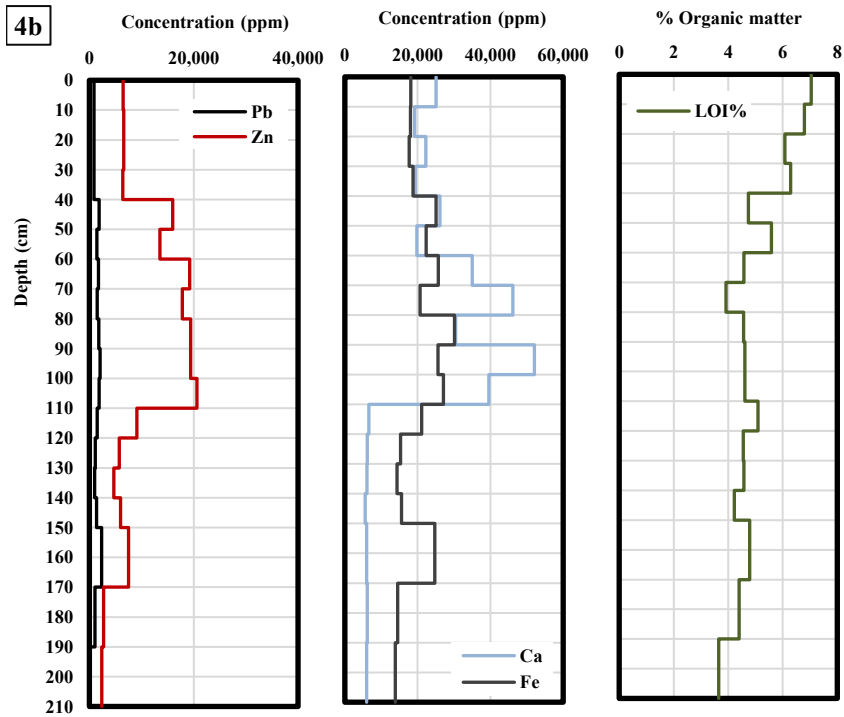 4b
Concentration (ppm)
0 20,000 40,000
Depth (cm)
0
10
20
30
40
50
60
70
80
90
100
110
120
130
140
150
160
170
180
190
200
210
Pb
Zn
Concentration (ppm)
0 20,000 40,000 60,000
Ca
Fe
% Organic matter
0 2 4 6 8
LOI%